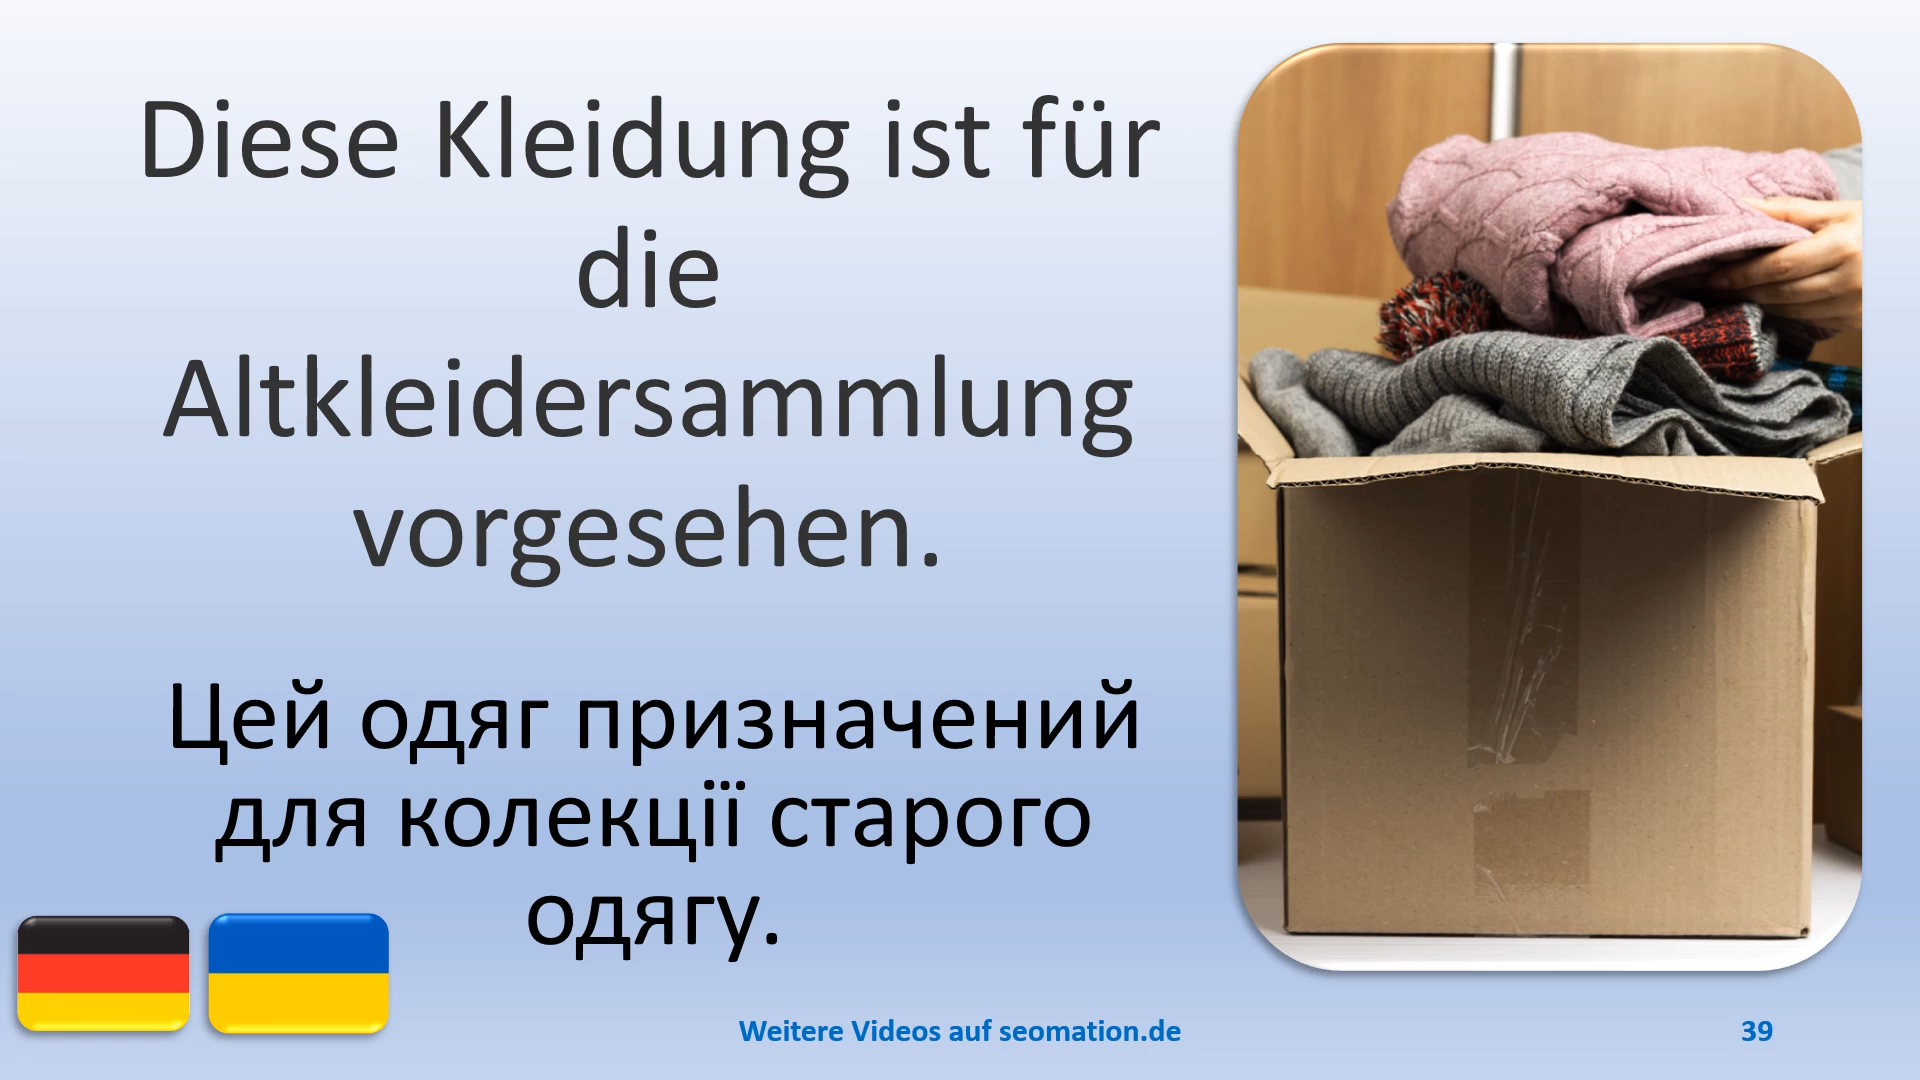 Diese Kleidung ist für
die
Altkleidersammlung
vorgesehen.
Цей одяг призначений
для колекції старого
одягу.
Weitere Videos auf seomation.de
39